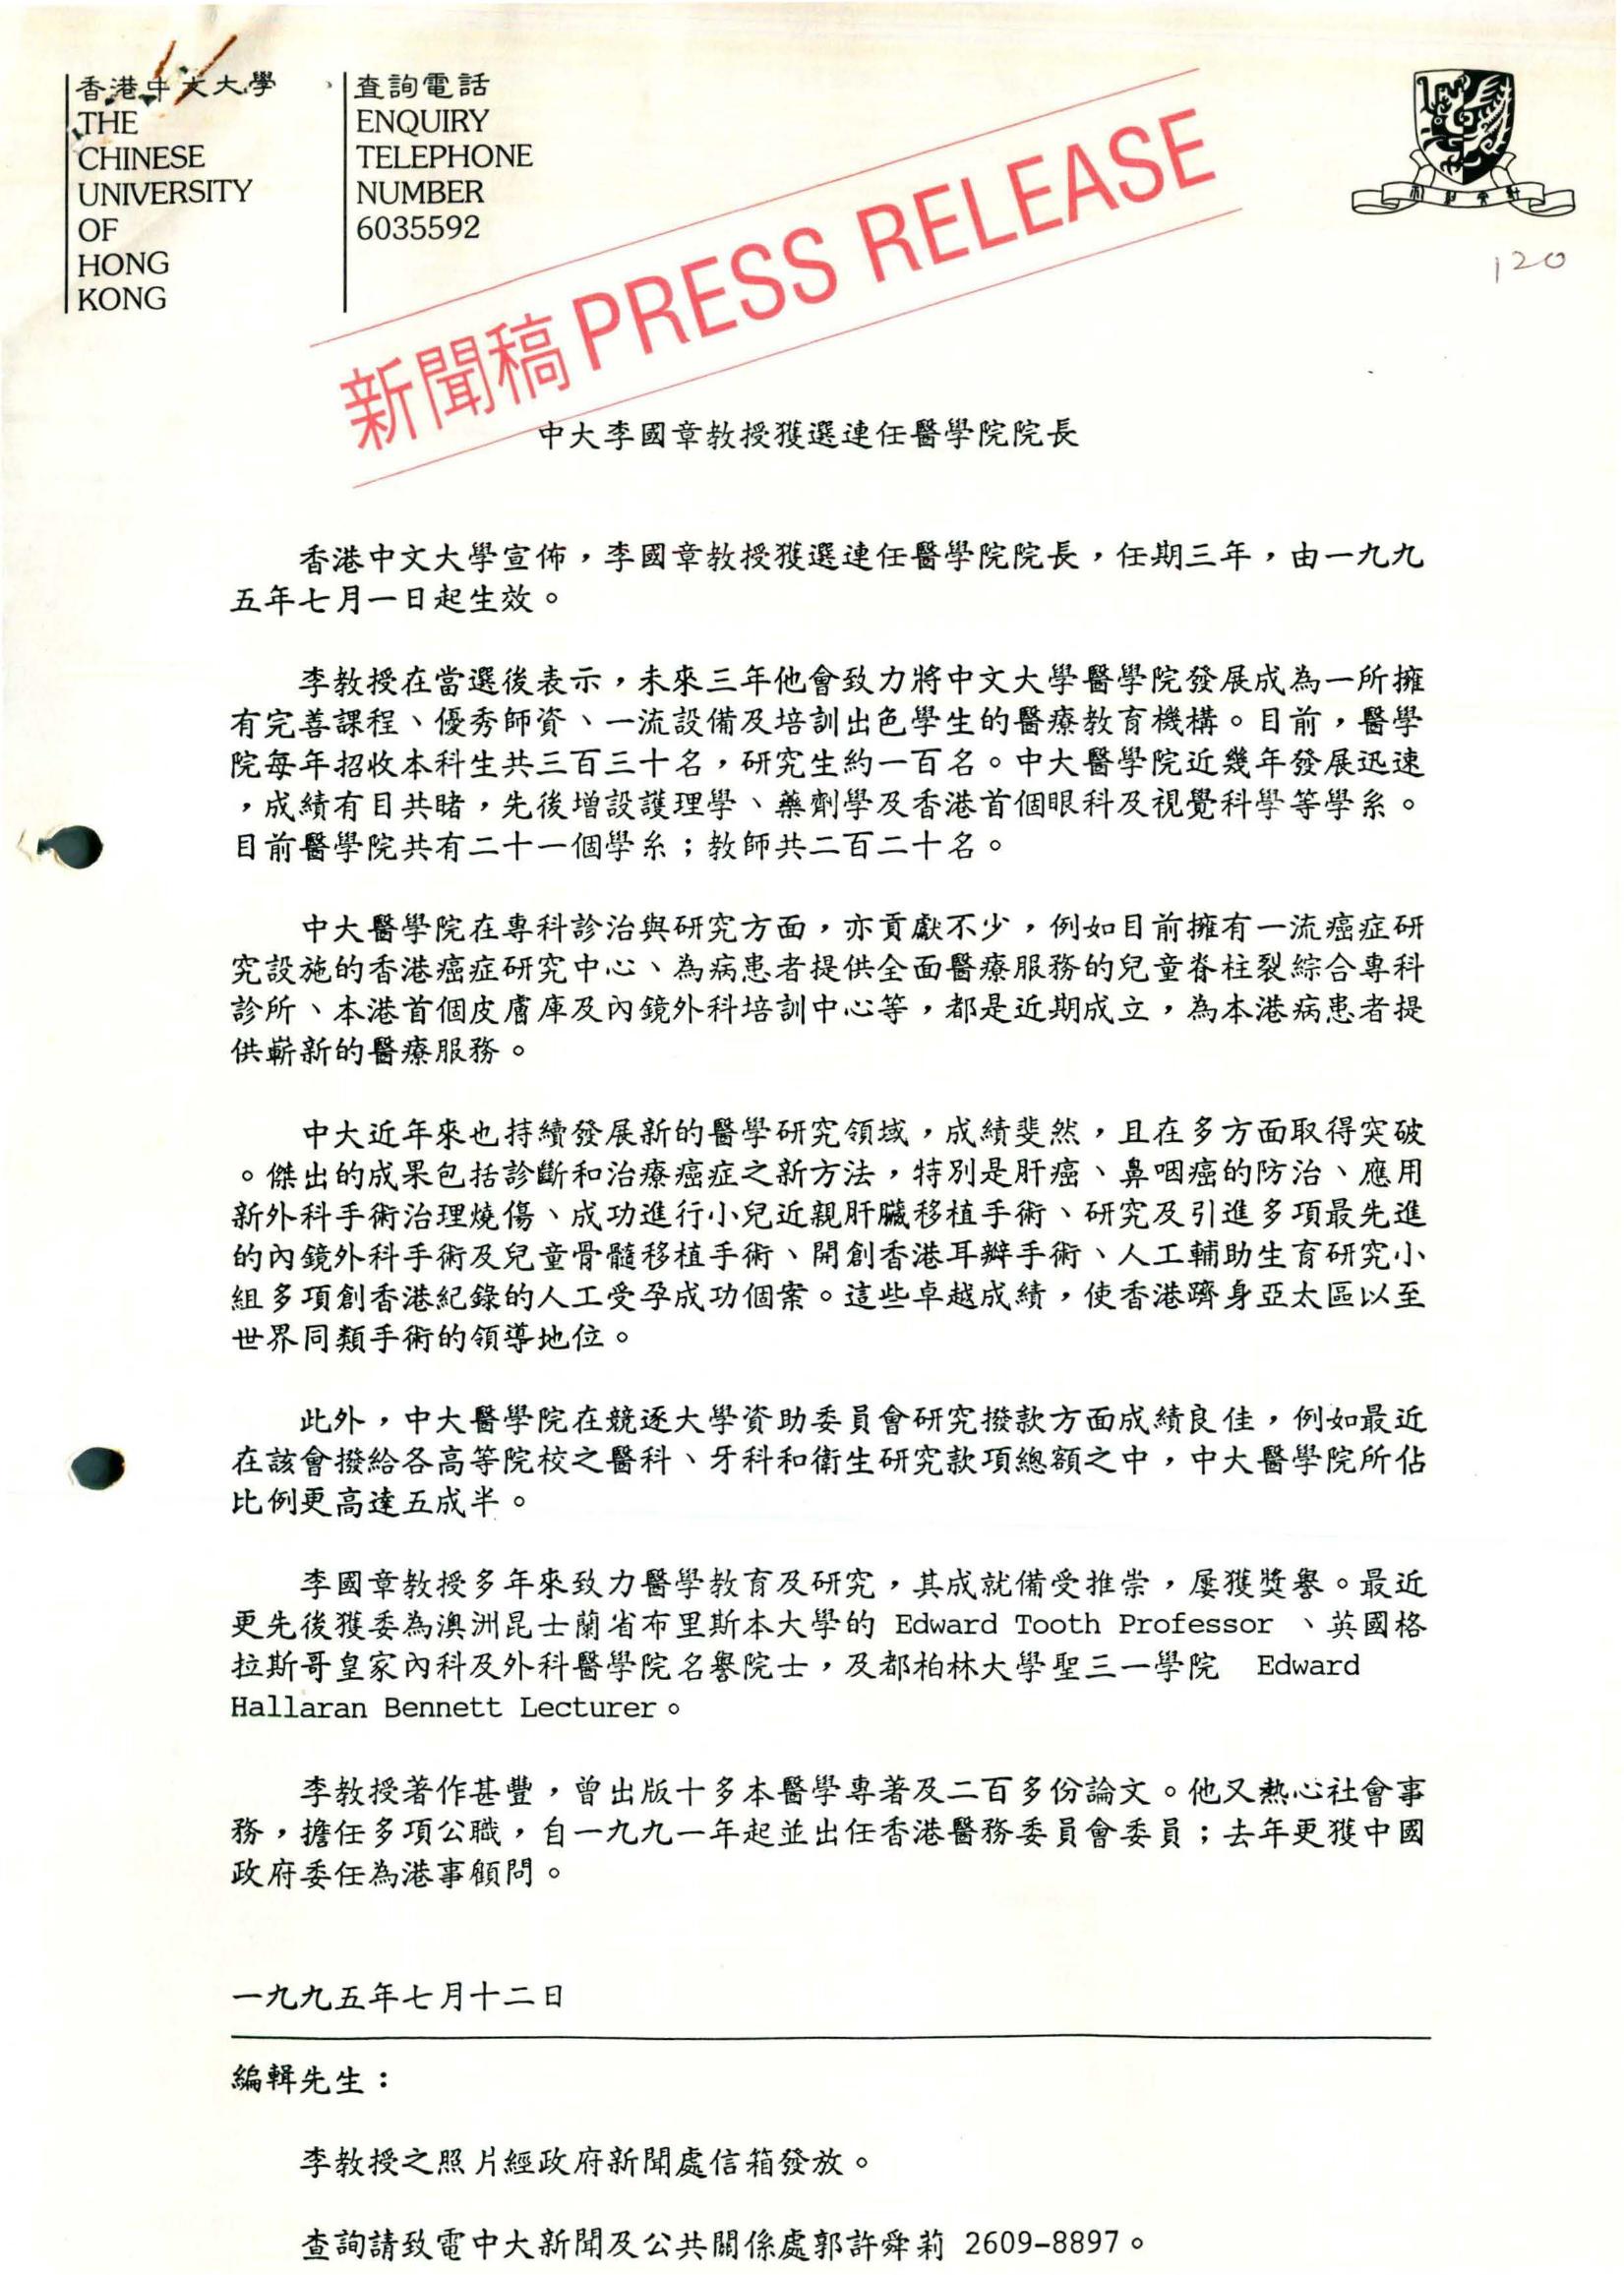 香港中文大學
THE
CHINESE
UNIVERSITY
OF
HONG
KONG
查詢電話
ENQUIRY
TELEPHONE
NUMBER
6035592
120
新聞稿 PRESS RELEASE
中大李國章教授獲選連任醫學院院長
香港中文大學宣佈，李國章教授獲選連任醫學院院長，任期三年，由一九九
五年七月一日起生效。
李教授在當選後表示，未來三年他會致力將中文大學醫學院發展成為一所擁
有完善課程、優秀師資、一流設備及培訓出色學生的醫療教育機構。目前，醫學
院每年招收本科生共三百三十名，研究生約一百名。中大醫學院近幾年發展迅速
，成績有目共睹，先後增設護理學、藥劑學及香港首個眼科及視覺科學等學系。
目前醫學院共有二十一個學系；教師共二百二十名。
中大醫學院在專科診治與研究方面，亦貢獻不少，例如目前擁有一流癌症研
究設施的香港癌症研究中心、為病患者提供全面醫療服務的兒童脊柱裂綜合專科
診所、本港首個皮膚庫及內鏡外科培訓中心等，都是近期成立，為本港病患者提
供嶄新的醫療服務。
中大近年來也持續發展新的醫學研究領域，成績斐然，且在多方面取得突破
。傑出的成果包括診斷和治療癌症之新方法，特別是肝癌、鼻咽癌的防治、應用
新外科手術治理燒傷、成功進行小兒近親肝臟移植手術、研究及引進多項最先進
的內鏡外科手術及兒童骨髓移植手術、開創香港耳瓣手術、人工輔助生育研究小
組多項創香港紀錄的人工受孕成功個案。這些卓越成績，使香港躋身亞太區以至
世界同類手術的領導地位。
此外，中大醫學院在競逐大學資助委員會研究撥款方面成績良佳，例如最近
在該會撥給各高等院校之醫科、牙科和衛生研究款項總額之中，中大醫學院所佔
比例更高達五成半。
李國章教授多年來致力醫學教育及研究，其成就備受推崇，屢獲獎譽。最近
更先後獲委為澳洲昆士蘭省布里斯本大學的 Edward Tooth Professor 、英國格
拉斯哥皇家內科及外科醫學院名譽院士，及都柏林大學聖三一學院 Edward
Hallaran Bennett Lecturer。
李教授著作甚豐，曾出版十多本醫學專著及二百多份論文。他又熱心社會事
務，擔任多項公職，自一九九一年起並出任香港醫務委員會委員；去年更獲中國
政府委任為港事顧問。
一九九五年七月十二日
編輯先生：
李教授之照片經政府新聞處信箱發放。
查詢請致電中大新聞及公共關係處郭許舜莉 2609-8897。